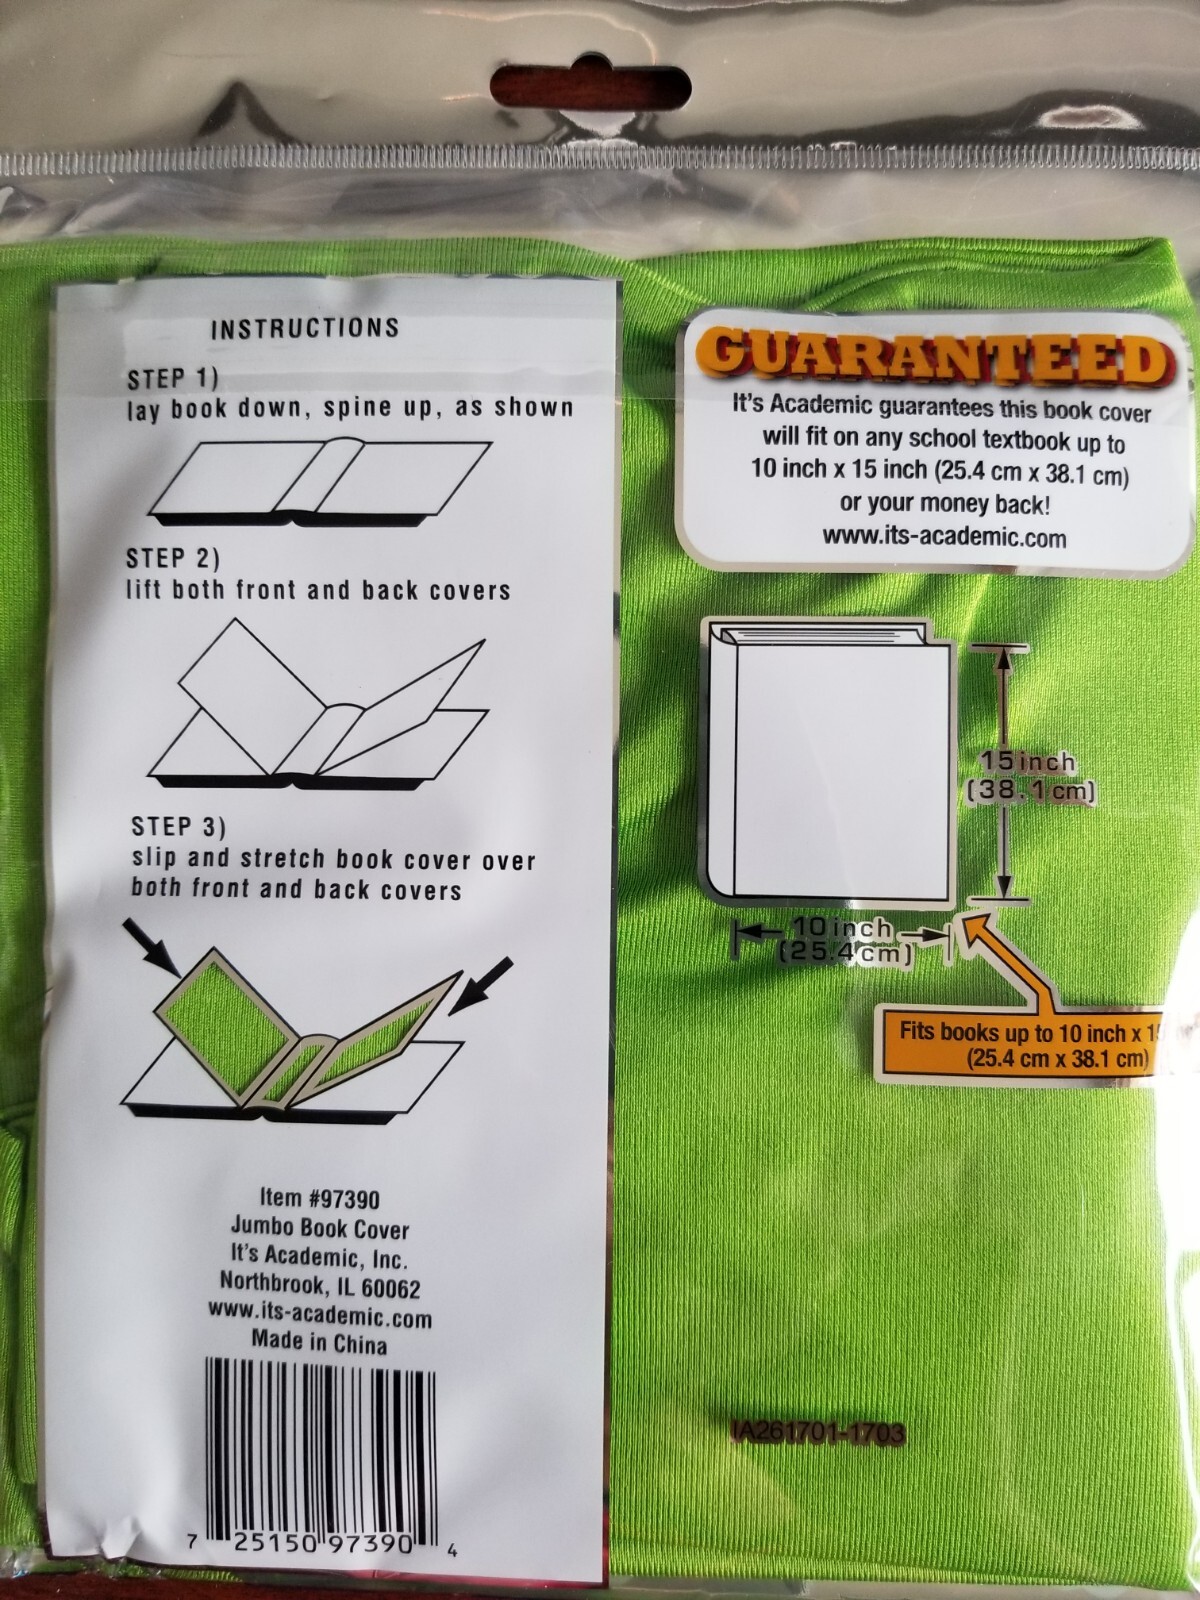 INSTRUCTIONS
STEP 1)
lay book down, spine up, as shown
STEP 2)
lift both front and back covers
STEP 3)
slip and stretch book cover over
both front and back covers
Item #97390
Jumbo Book Cover
It's Academic, Inc.
Northbrook, IL 60062
www.its-academic.com
Made in China
7 25150 97390 4
GUARANTEED
It's Academic guarantees this book cover
will fit on any school textbook up to
10 inch x 15 inch (25.4 cm x 38.1 cm)
or your money back!
www.its-academic.com
15 inch
(38.1 cm)
10 inch
(25.4 cm)
Fits books up to 10 inch x 15
(25.4 cm x 38.1 cm)
IA261701-1703